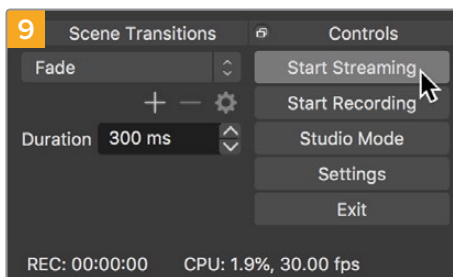 9
Scene Transitions
Controls
Fade
Start Streaming
Start Recording
Duration 300 ms
Studio Mode
Settings
Exit
REC: 00:00:00 CPU: 1.9%, 30.00 fps